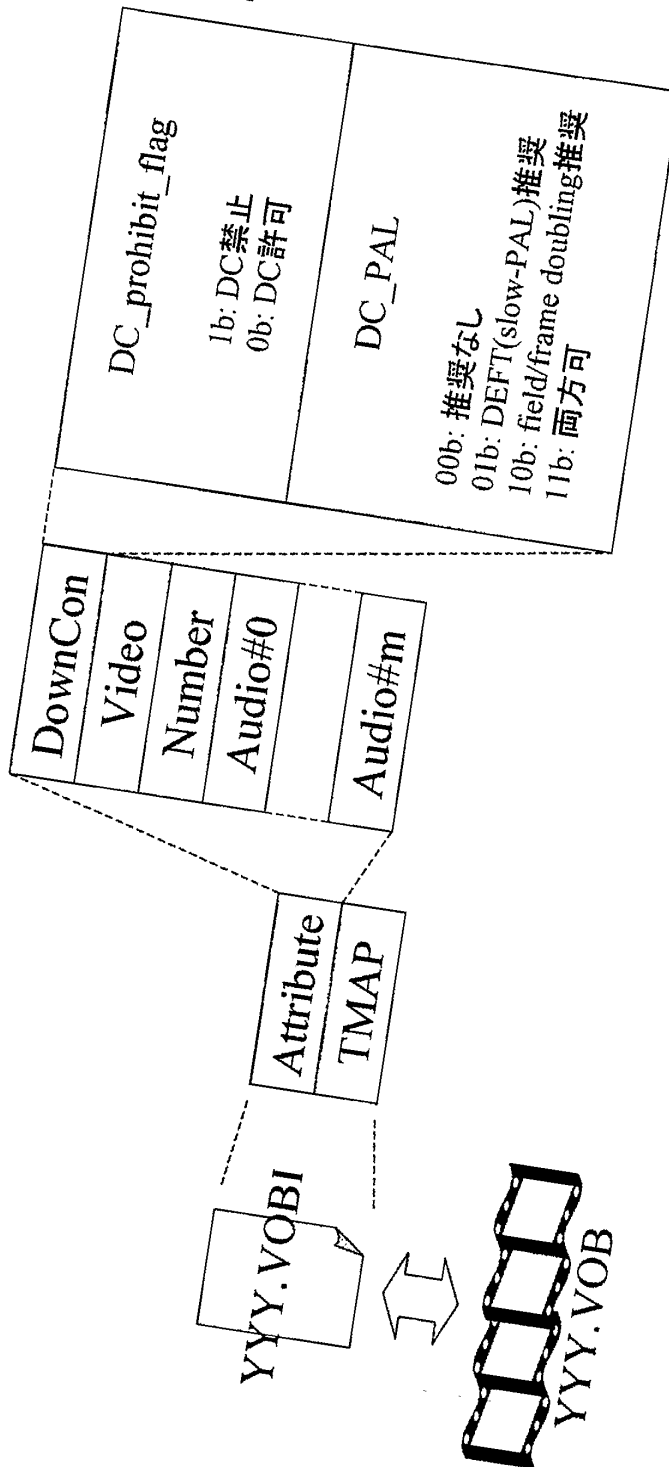 YYY.VOBI
YYY.VOB
Attribute
TMAP
DownCon
Video
Number
Audio#0
Audio#m
DC_prohibit_flag
1b: DC禁止
0b: DC許可
DC_PAL
00b: 推奨なし
01b: DEFT(slow-PAL)推奨
10b: field/frame doubling推奨
11b: 両方可